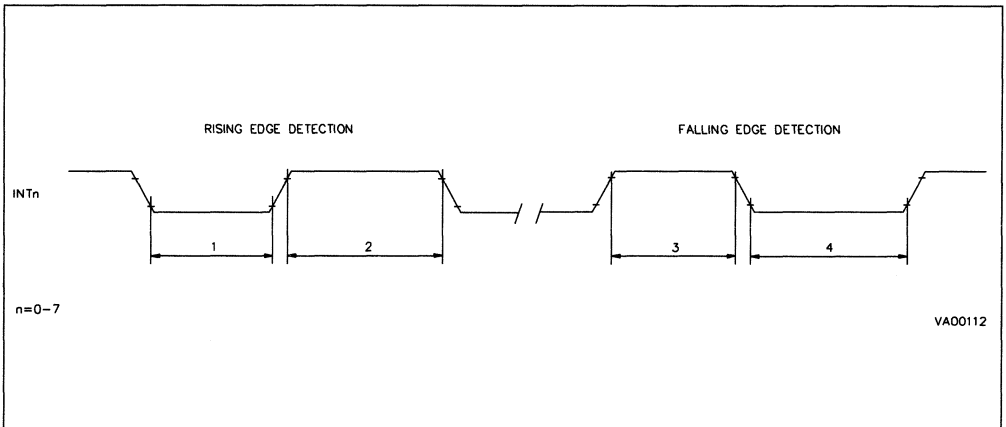 RISING EDGE DETECTION
FALLING EDGE DETECTION
INTn
1
2
3
4
n=0-7
VA00112